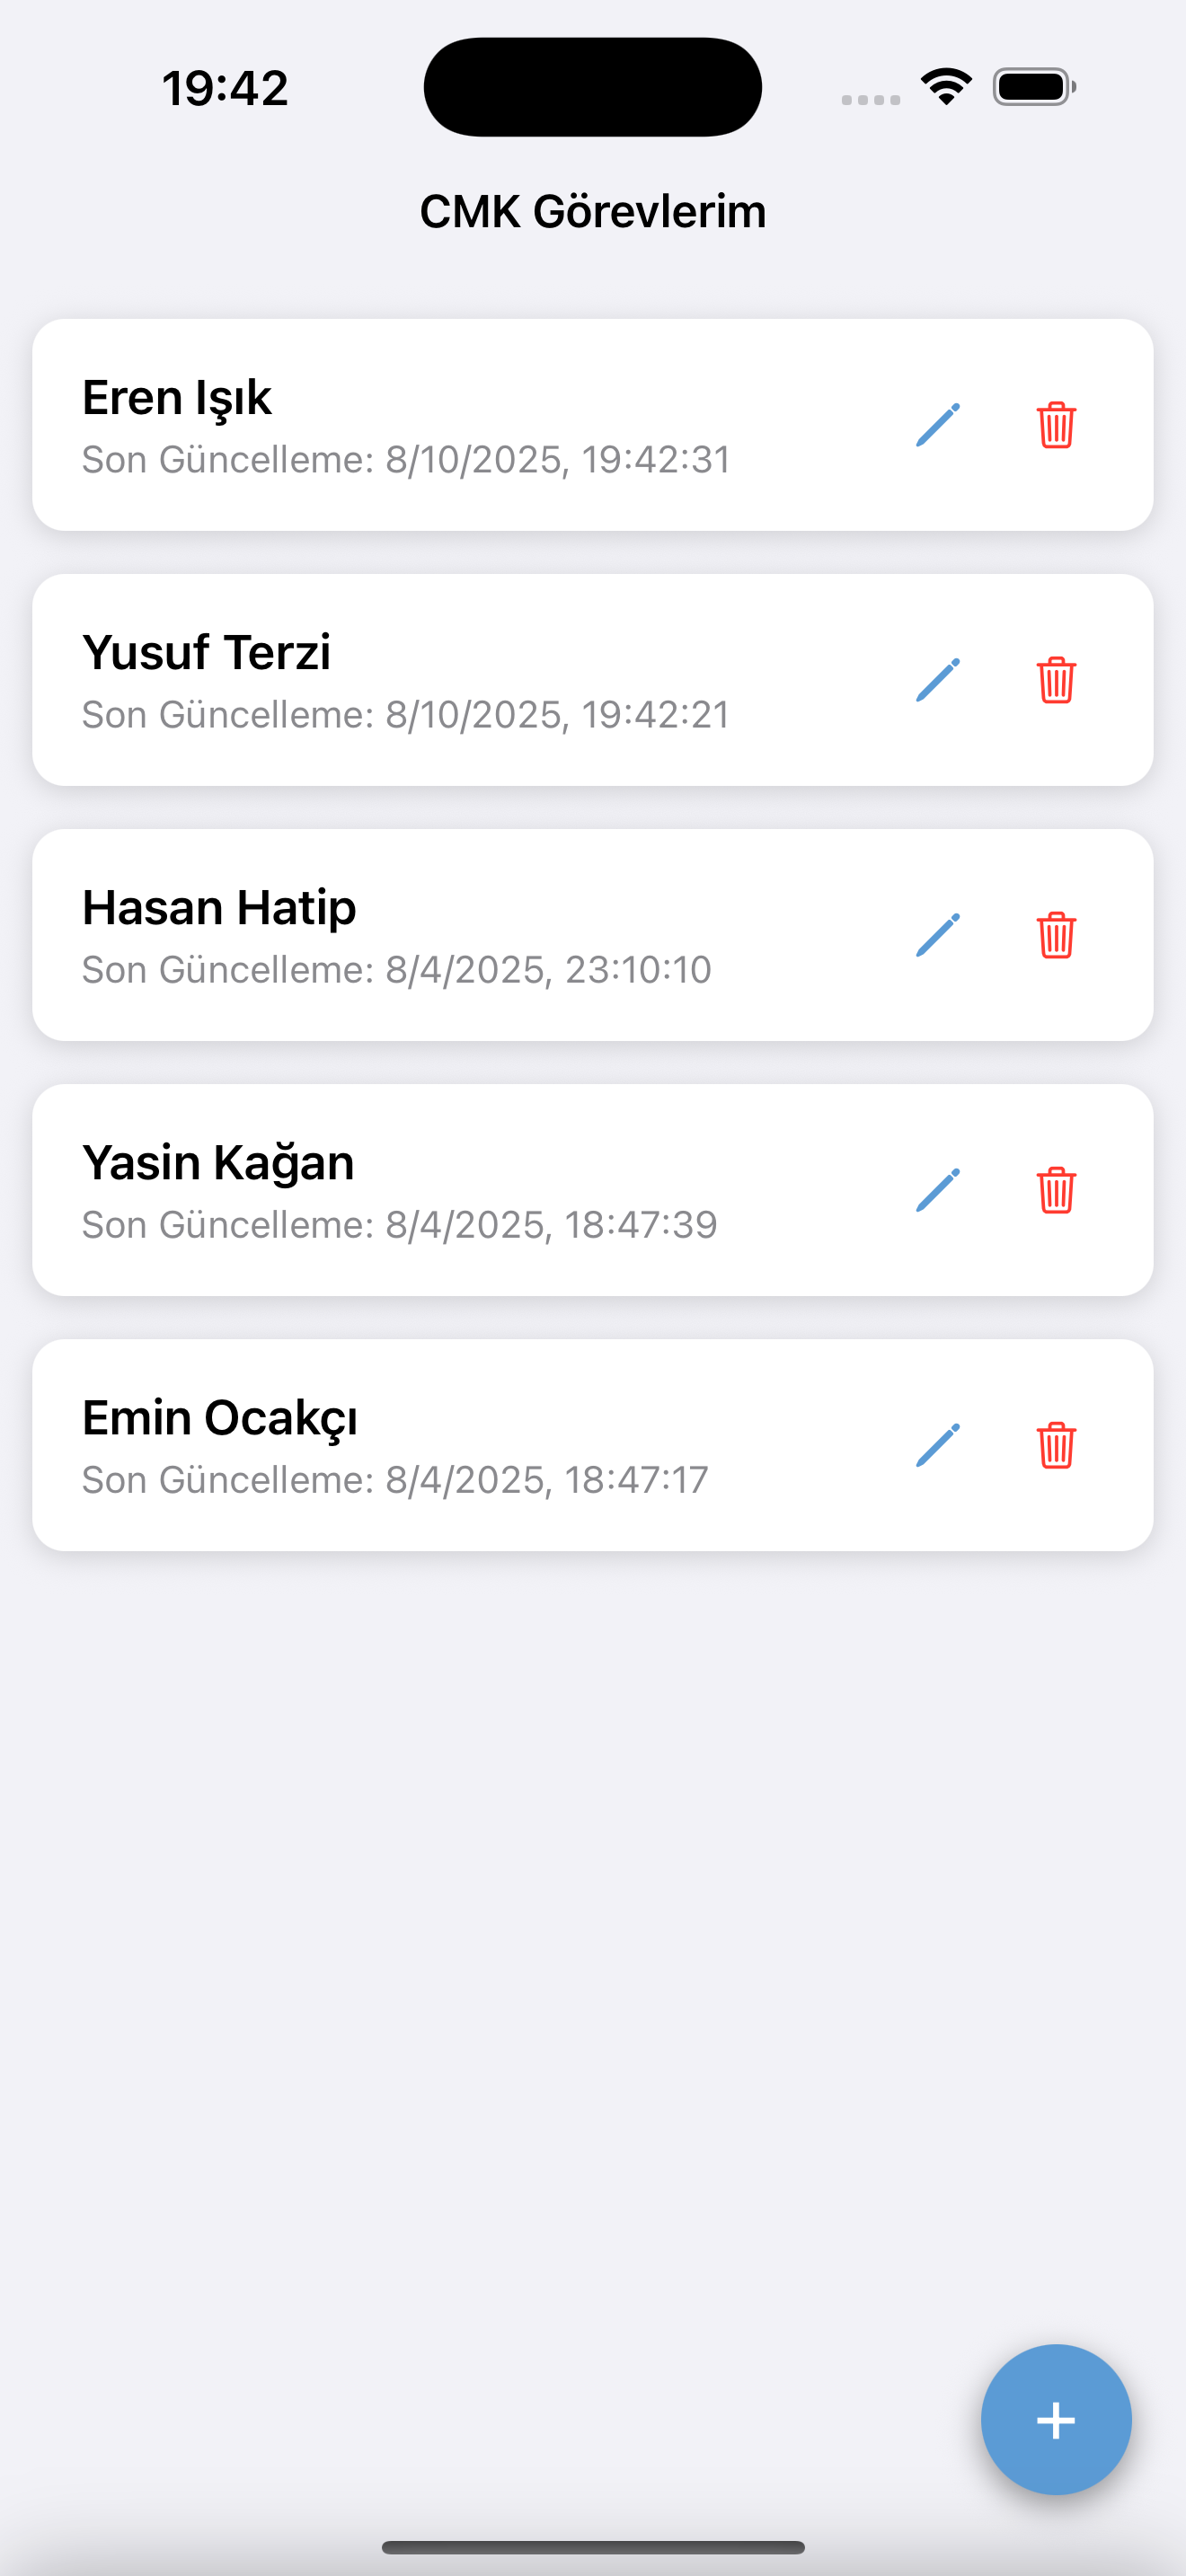 19:42
CMK Görevlerim
Eren Işık
Son Güncelleme: 8/10/2025, 19:42:31
Yusuf Terzi
Son Güncelleme: 8/10/2025, 19:42:21
Hasan Hatip
Son Güncelleme: 8/4/2025, 23:10:10
Yasin Kağan
Son Güncelleme: 8/4/2025, 18:47:39
Emin Ocakçı
Son Güncelleme: 8/4/2025, 18:47:17